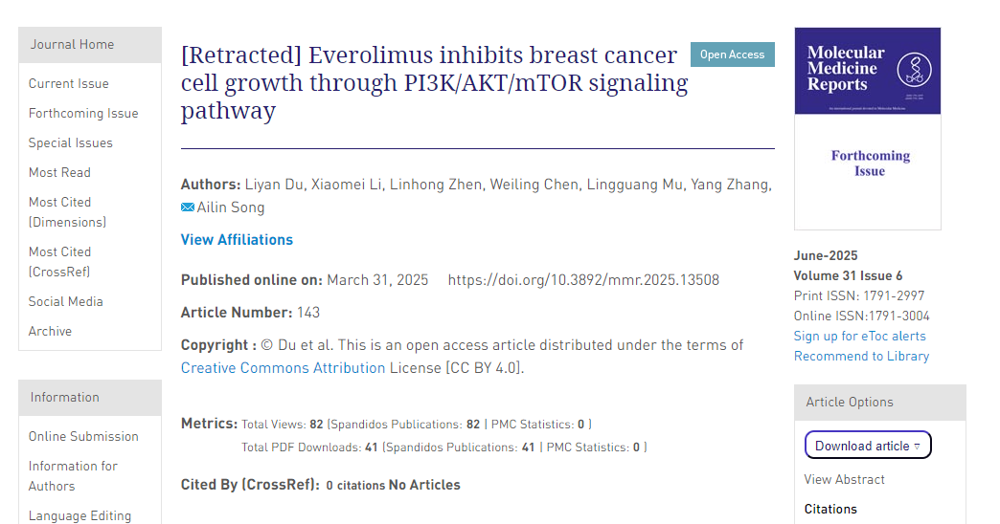 Journal Home
Current Issue
Forthcoming Issue
Special Issues
Most Read
Most Cited
(Dimensions)
Most Cited
(CrossRef)
Social Media
Archive
Information
Online Submission
Information for
Authors
Language Editing
[Retracted] Everolimus inhibits breast cancer
cell growth through PI3K/AKT/mTOR signaling
pathway
Open Access
Authors: Liyan Du, Xiaomei Li, Linhong Zhen, Weiling Chen, Lingguang Mu, Yang Zhang,
Ailin Song
View Affiliations
Published online on: March 31, 2025 https://doi.org/10.3892/mmr.2025.13508
Article Number: 143
Copyright : © Du et al. This is an open access article distributed under the terms of
Creative Commons Attribution License [CC BY 4.0].
Metrics: Total Views: 82 (Spandidos Publications: 82 | PMC Statistics: 0 )
Total PDF Downloads: 41 (Spandidos Publications: 41 | PMC Statistics: 0 )
Cited By (CrossRef): 0 citations No Articles
Molecular
Medicine
Reports
Forthcoming
Issue
June-2025
Volume 31 Issue 6
Print ISSN: 1791-2997
Online ISSN:1791-3004
Sign up for eToc alerts
Recommend to Library
Article Options
Download article ▿
View Abstract
Citations